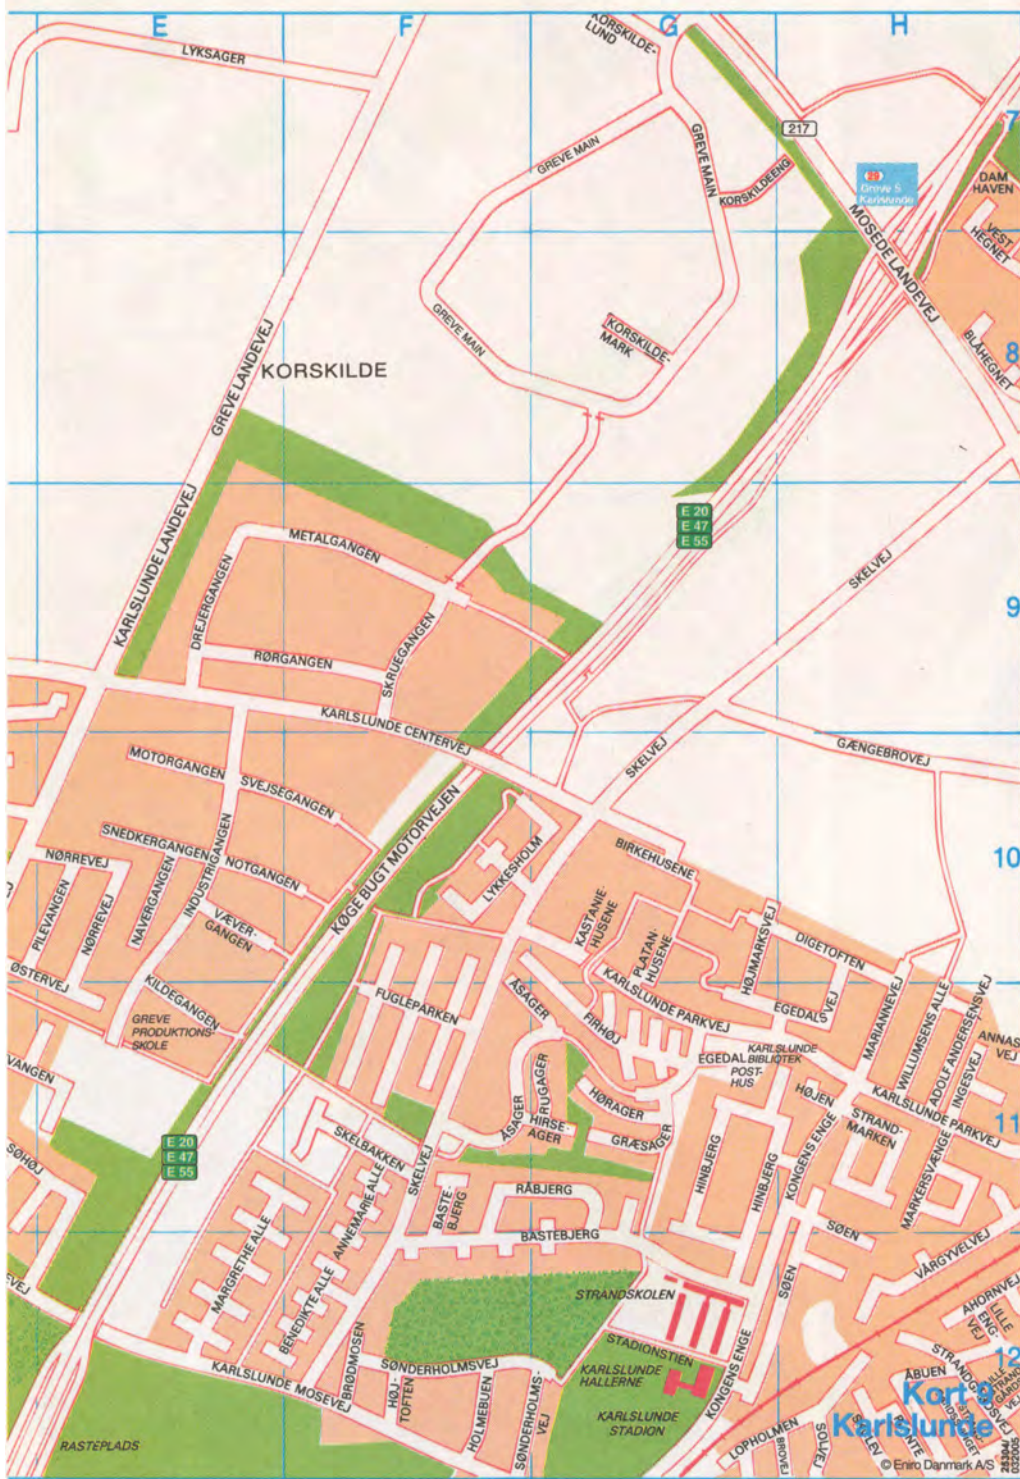 E
F
G
H
LYKSAGER
KORSKILDE-
LUND
7
217
GREVE MAIN
GREVE MAIN
KORSKILDEENG
29
Greve S
Karlslunde
DAM
HAVEN
VEST
HEGNET
MOSEDE LANDEVEJ
GREVE MAIN
KORSKILDE-
MARK
BLÅHEGNET
8
GREVE LANDEVEJ
KORSKILDE
E 20
E 47
E 55
KARLSLUNDE LANDEVEJ
METALGANGEN
DREJERGANGEN
SKELVEJ
9
RØRGANGEN
SKRUEGANGEN
KARLSLUNDE CENTERVEJ
SKELVEJ
GÆNGEBROVEJ
MOTORGANGEN
SVEJSEGANGEN
KØGE BUGT MOTORVEJEN
SNEDKERGANGEN
NOTGANGEN
INDUSTRIGANGEN
NØRREVEJ
PILEVANGEN
NØRREVEJ
NAVERGANGEN
VÆVER-
GANGEN
LYKKESHOLM
BIRKEHUSENE
10
KASTANIE-
HUSENE
PLATAN-
HUSENE
HØJMARKSVEJ
DIGETOFTEN
ØSTERVEJ
KILDEGANGEN
GREVE
PRODUKTIONS-
SKOLE
FUGLEPARKEN
ÅSAGER
FIRHØJ
KARLSLUNDE PARKVEJ
EGEDALSVEJ
MARIANNEVEJ
WILLUMSENS ALLE
ADOLF ANDERSENSVEJ
INGESVEJ
ANNAS
VEJ
EGEDAL
KARLSLUNDE
BIBLIOTEK
POST-
HUS
VANGEN
ÅSAGER
RUGAGER
HIRSE-
AGER
HØRAGER
GRÆSAGER
HØJEN
STRAND-
MARKEN
KARLSLUNDE PARKVEJ
11
E 20
E 47
E 55
SØHØJ
SKELBAKKEN
SKELVEJ
HINBJERG
HINBJERG
KONGENS ENGE
MARKERSVÆNGE
ANNEMARIE ALLE
BASTE-
BJERG
RÅBJERG
BASTEBJERG
SØEN
SØEN
VÅRGYVELVEJ
MARGRETHE ALLE
BENEDIKTE ALLE
EVEJ
STRANDSKOLEN
AHORNVEJ
LILLE
ENG-
VEJ
STADIONSTIEN
KARLSLUNDE MOSEVEJ
BRØDMOSEN
SØNDERHOLMSVEJ
HØJ-
TOFTEN
HOLMEBUEN
SØNDERHOLMS-
VEJ
KARLSLUNDE
HALLERNE
KONGENS ENGE
ÅBUEN
12
Kort 9
Karlslunde
KARLSLUNDE
STADION
LOPHOLMEN
SOLVEJ
RASTEPLADS
© Eniro Danmark A/S